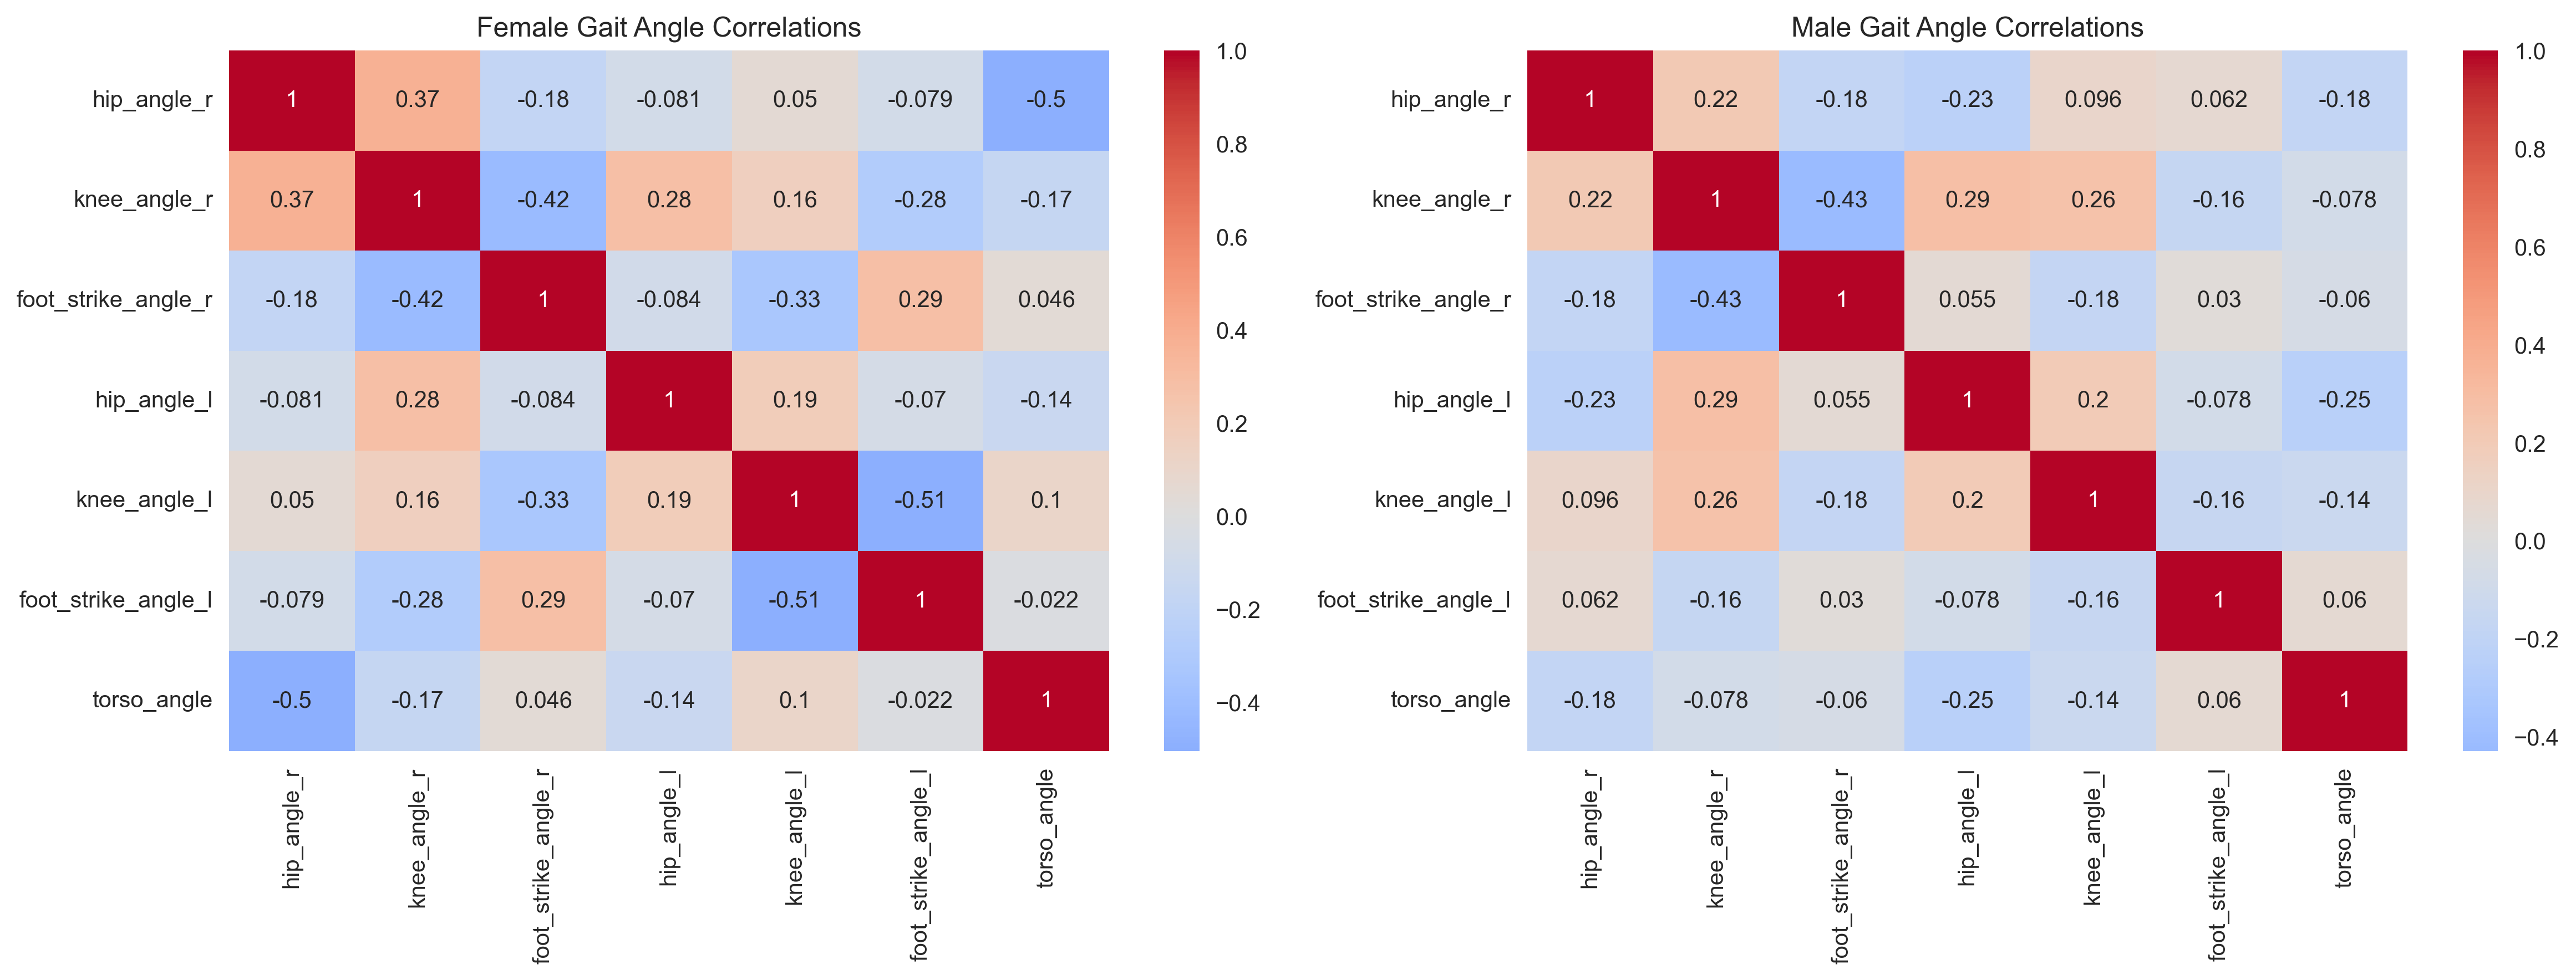 Female Gait Angle Correlations
hip_angle_r 1 0.37 -0.18 -0.081 0.05 -0.079 -0.5
knee_angle_r 0.37 1 -0.42 0.28 0.16 -0.28 -0.17
foot_strike_angle_r -0.18 -0.42 1 -0.084 -0.33 0.29 0.046
hip_angle_l -0.081 0.28 -0.084 1 0.19 -0.07 -0.14
knee_angle_l 0.05 0.16 -0.33 0.19 1 -0.51 0.1
foot_strike_angle_l -0.079 -0.28 0.29 -0.07 -0.51 1 -0.022
torso_angle -0.5 -0.17 0.046 -0.14 0.1 -0.022 1
hip_angle_r
knee_angle_r
foot_strike_angle_r
hip_angle_l
knee_angle_l
foot_strike_angle_l
torso_angle
1.0
0.8
0.6
0.4
0.2
0.0
−0.2
−0.4
Male Gait Angle Correlations
hip_angle_r 1 0.22 -0.18 -0.23 0.096 0.062 -0.18
knee_angle_r 0.22 1 -0.43 0.29 0.26 -0.16 -0.078
foot_strike_angle_r -0.18 -0.43 1 0.055 -0.18 0.03 -0.06
hip_angle_l -0.23 0.29 0.055 1 0.2 -0.078 -0.25
knee_angle_l 0.096 0.26 -0.18 0.2 1 -0.16 -0.14
foot_strike_angle_l 0.062 -0.16 0.03 -0.078 -0.16 1 0.06
torso_angle -0.18 -0.078 -0.06 -0.25 -0.14 0.06 1
hip_angle_r
knee_angle_r
foot_strike_angle_r
hip_angle_l
knee_angle_l
foot_strike_angle_l
torso_angle
1.0
0.8
0.6
0.4
0.2
0.0
−0.2
−0.4